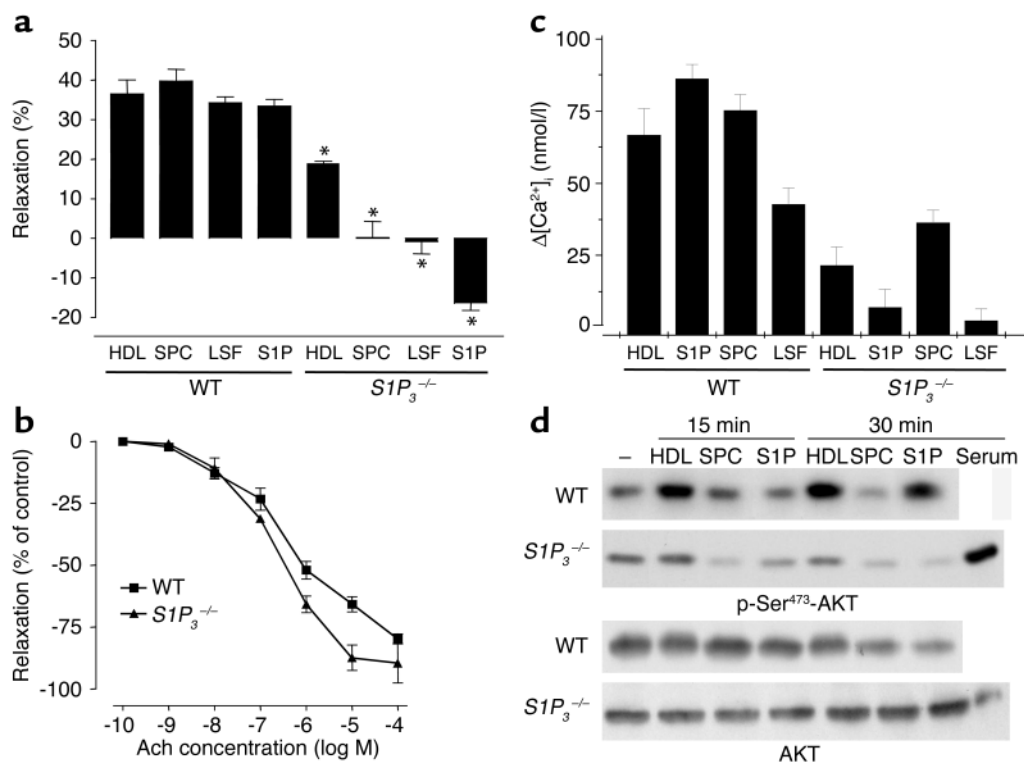 a
Relaxation (%)
50
40
30
20
10
0
-10
-20
*
*
*
*
HDL SPC LSF S1P HDL SPC LSF S1P
WT S1P₃⁻/⁻
b
Relaxation (% of control)
0
-25
-50
-75
-100
WT
S1P₃⁻/⁻
-10 -9 -8 -7 -6 -5 -4
Ach concentration (log M)
c
Δ[Ca²⁺]ᵢ (nmol/l)
100
75
50
25
0
HDL S1P SPC LSF HDL S1P SPC LSF
WT S1P₃⁻/⁻
d
15 min 30 min
– HDL SPC S1P HDL SPC S1P Serum
WT
S1P₃⁻/⁻
p-Ser⁴⁷³-AKT
WT
S1P₃⁻/⁻
AKT